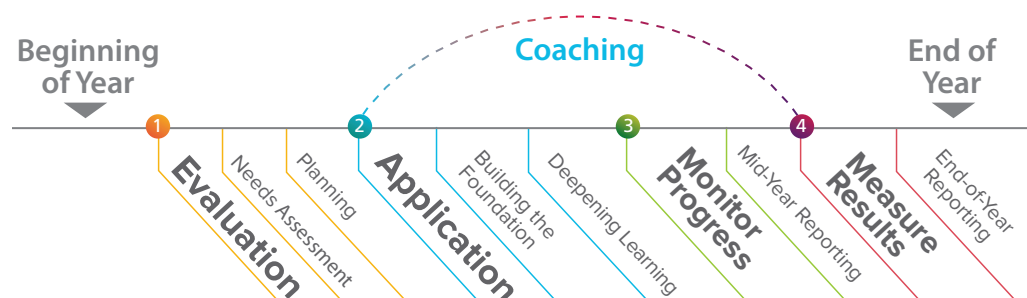 Beginning
of Year
Coaching
End of
Year
1
2
3
4
Evaluation
Needs Assessment
Planning
Application
Building the
Foundation
Deepening Learning
Monitor
Progress
Mid-Year Reporting
Measure
Results
End-of-Year
Reporting